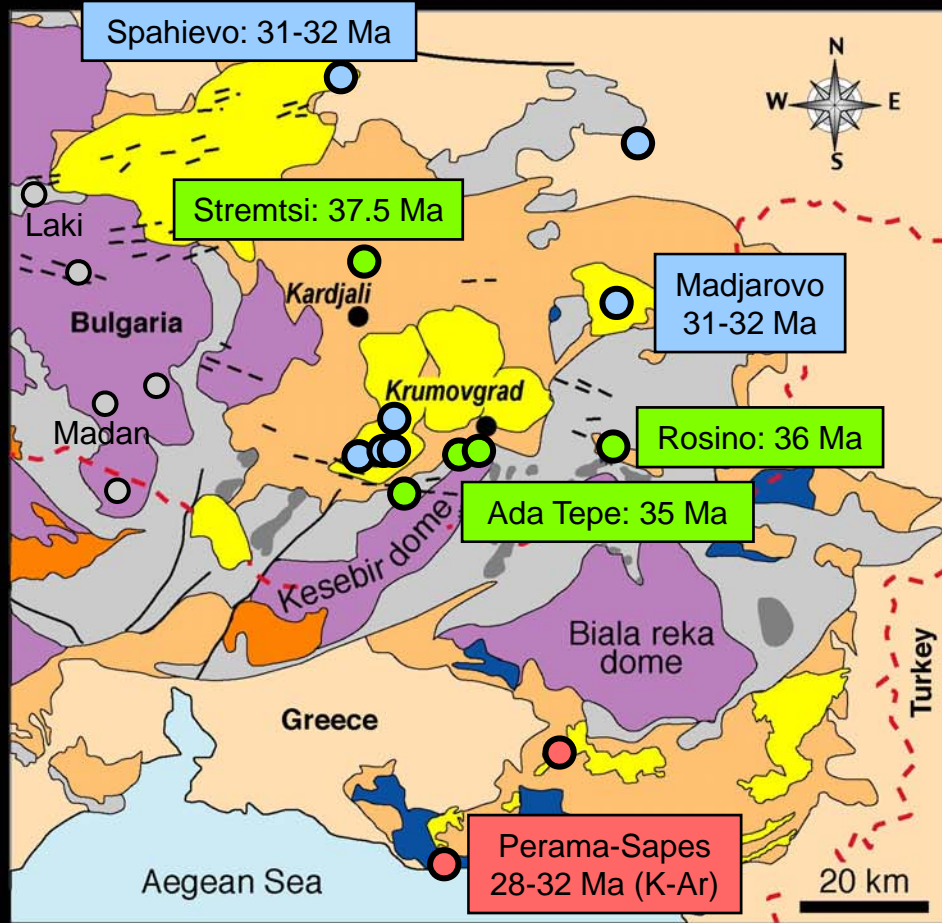 Spahievo: 31-32 Ma
N
W
E
S
Stremtsi: 37.5 Ma
Laki
Kardjali
Bulgaria
Madjarovo
31-32 Ma
Krumovgrad
Madan
Rosino: 36 Ma
Ada Tepe: 35 Ma
Kesebir dome
Biala reka
dome
Turkey
Greece
Perama-Sapes
28-32 Ma (K-Ar)
Aegean Sea
20 km